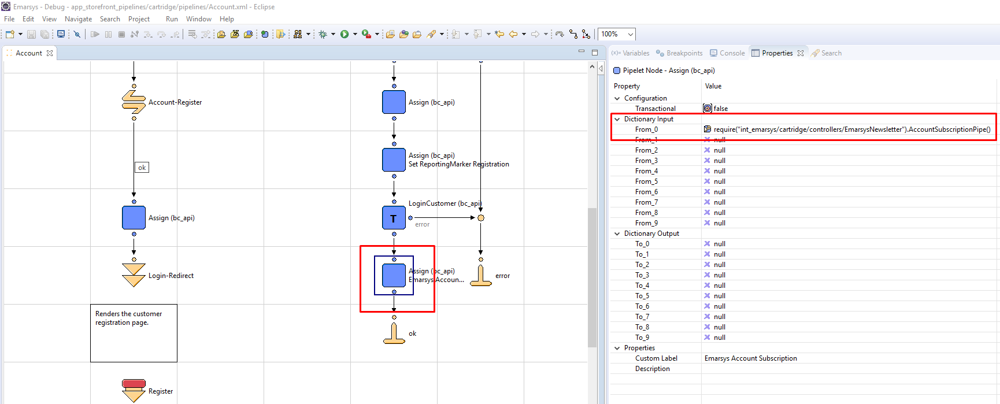 Emarsys - Debug - app_storefront_pipelines/cartridge/pipelines/Account.xml - Eclipse
File Edit View Navigate Search Project Run Window Help
100%
Account
Account-Register
ok
Assign (bc_api)
Login-Redirect
Renders the customer
registration page.
Register
Assign (bc_api)
Assign (bc_api)
Set ReportingMarker Registration
LoginCustomer (bc_api)
T
error
Assign (bc_api)
Emarsys Accoun...
error
ok
(x)= Variables Breakpoints Console Properties Search
Pipelet Node - Assign (bc_api)
Property Value
Configuration
Transactional false
Dictionary Input
From_0 require("int_emarsys/cartridge/controllers/EmarsysNewsletter").AccountSubscriptionPipe()
From_1 null
From_2 null
From_3 null
From_4 null
From_5 null
From_6 null
From_7 null
From_8 null
From_9 null
Dictionary Output
To_0 null
To_1 null
To_2 null
To_3 null
To_4 null
To_5 null
To_6 null
To_7 null
To_8 null
To_9 null
Properties
Custom Label Emarsys Account Subscription
Description